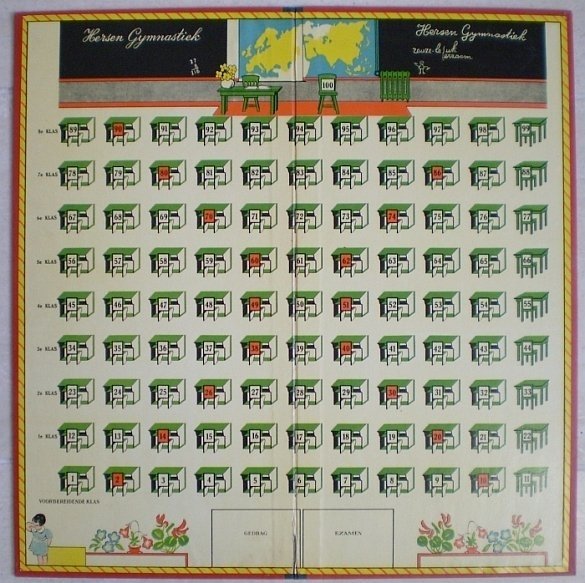 Hersen Gymnastiek
Hersen Gymnastiek
reuze-leuk
100
8e KLAS 89 90 91 92 93 94 95 96 97 98 99
7e KLAS 78 79 80 81 82 83 84 85 86 87 88
6e KLAS 67 68 69 70 71 72 73 74 75 76 77
5e KLAS 56 57 58 59 60 61 62 63 64 65 66
4e KLAS 45 46 47 48 49 50 51 52 53 54 55
3e KLAS 34 35 36 37 38 39 40 41 42 43 44
2e KLAS 23 24 25 26 27 28 29 30 31 32 33
1e KLAS 12 13 14 15 16 17 18 19 20 21 22
1 2 3 4 5 6 7 8 9 10 11
VOORBEREIDENDE KLAS
GEDRAG EXAMEN